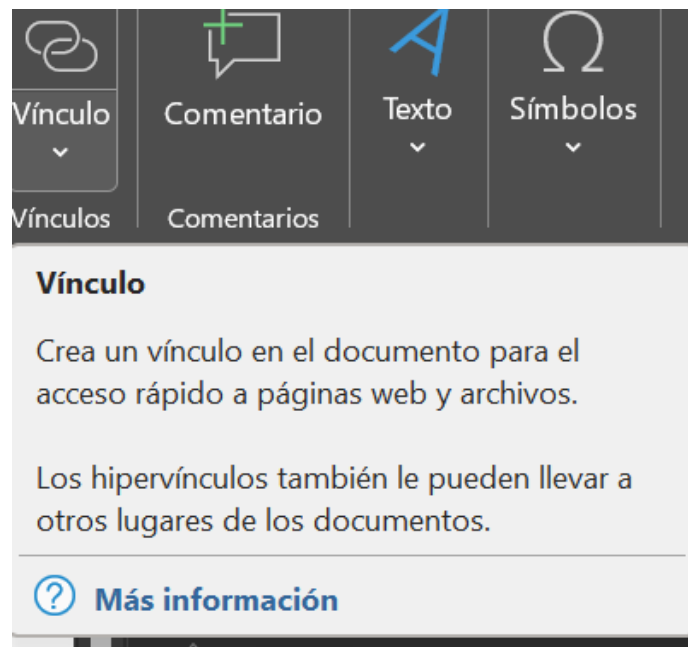 Vínculo
Comentario
Texto
Símbolos
Vínculos
Comentarios
Vínculo
Crea un vínculo en el documento para el
acceso rápido a páginas web y archivos.
Los hipervínculos también le pueden llevar a
otros lugares de los documentos.
Más información